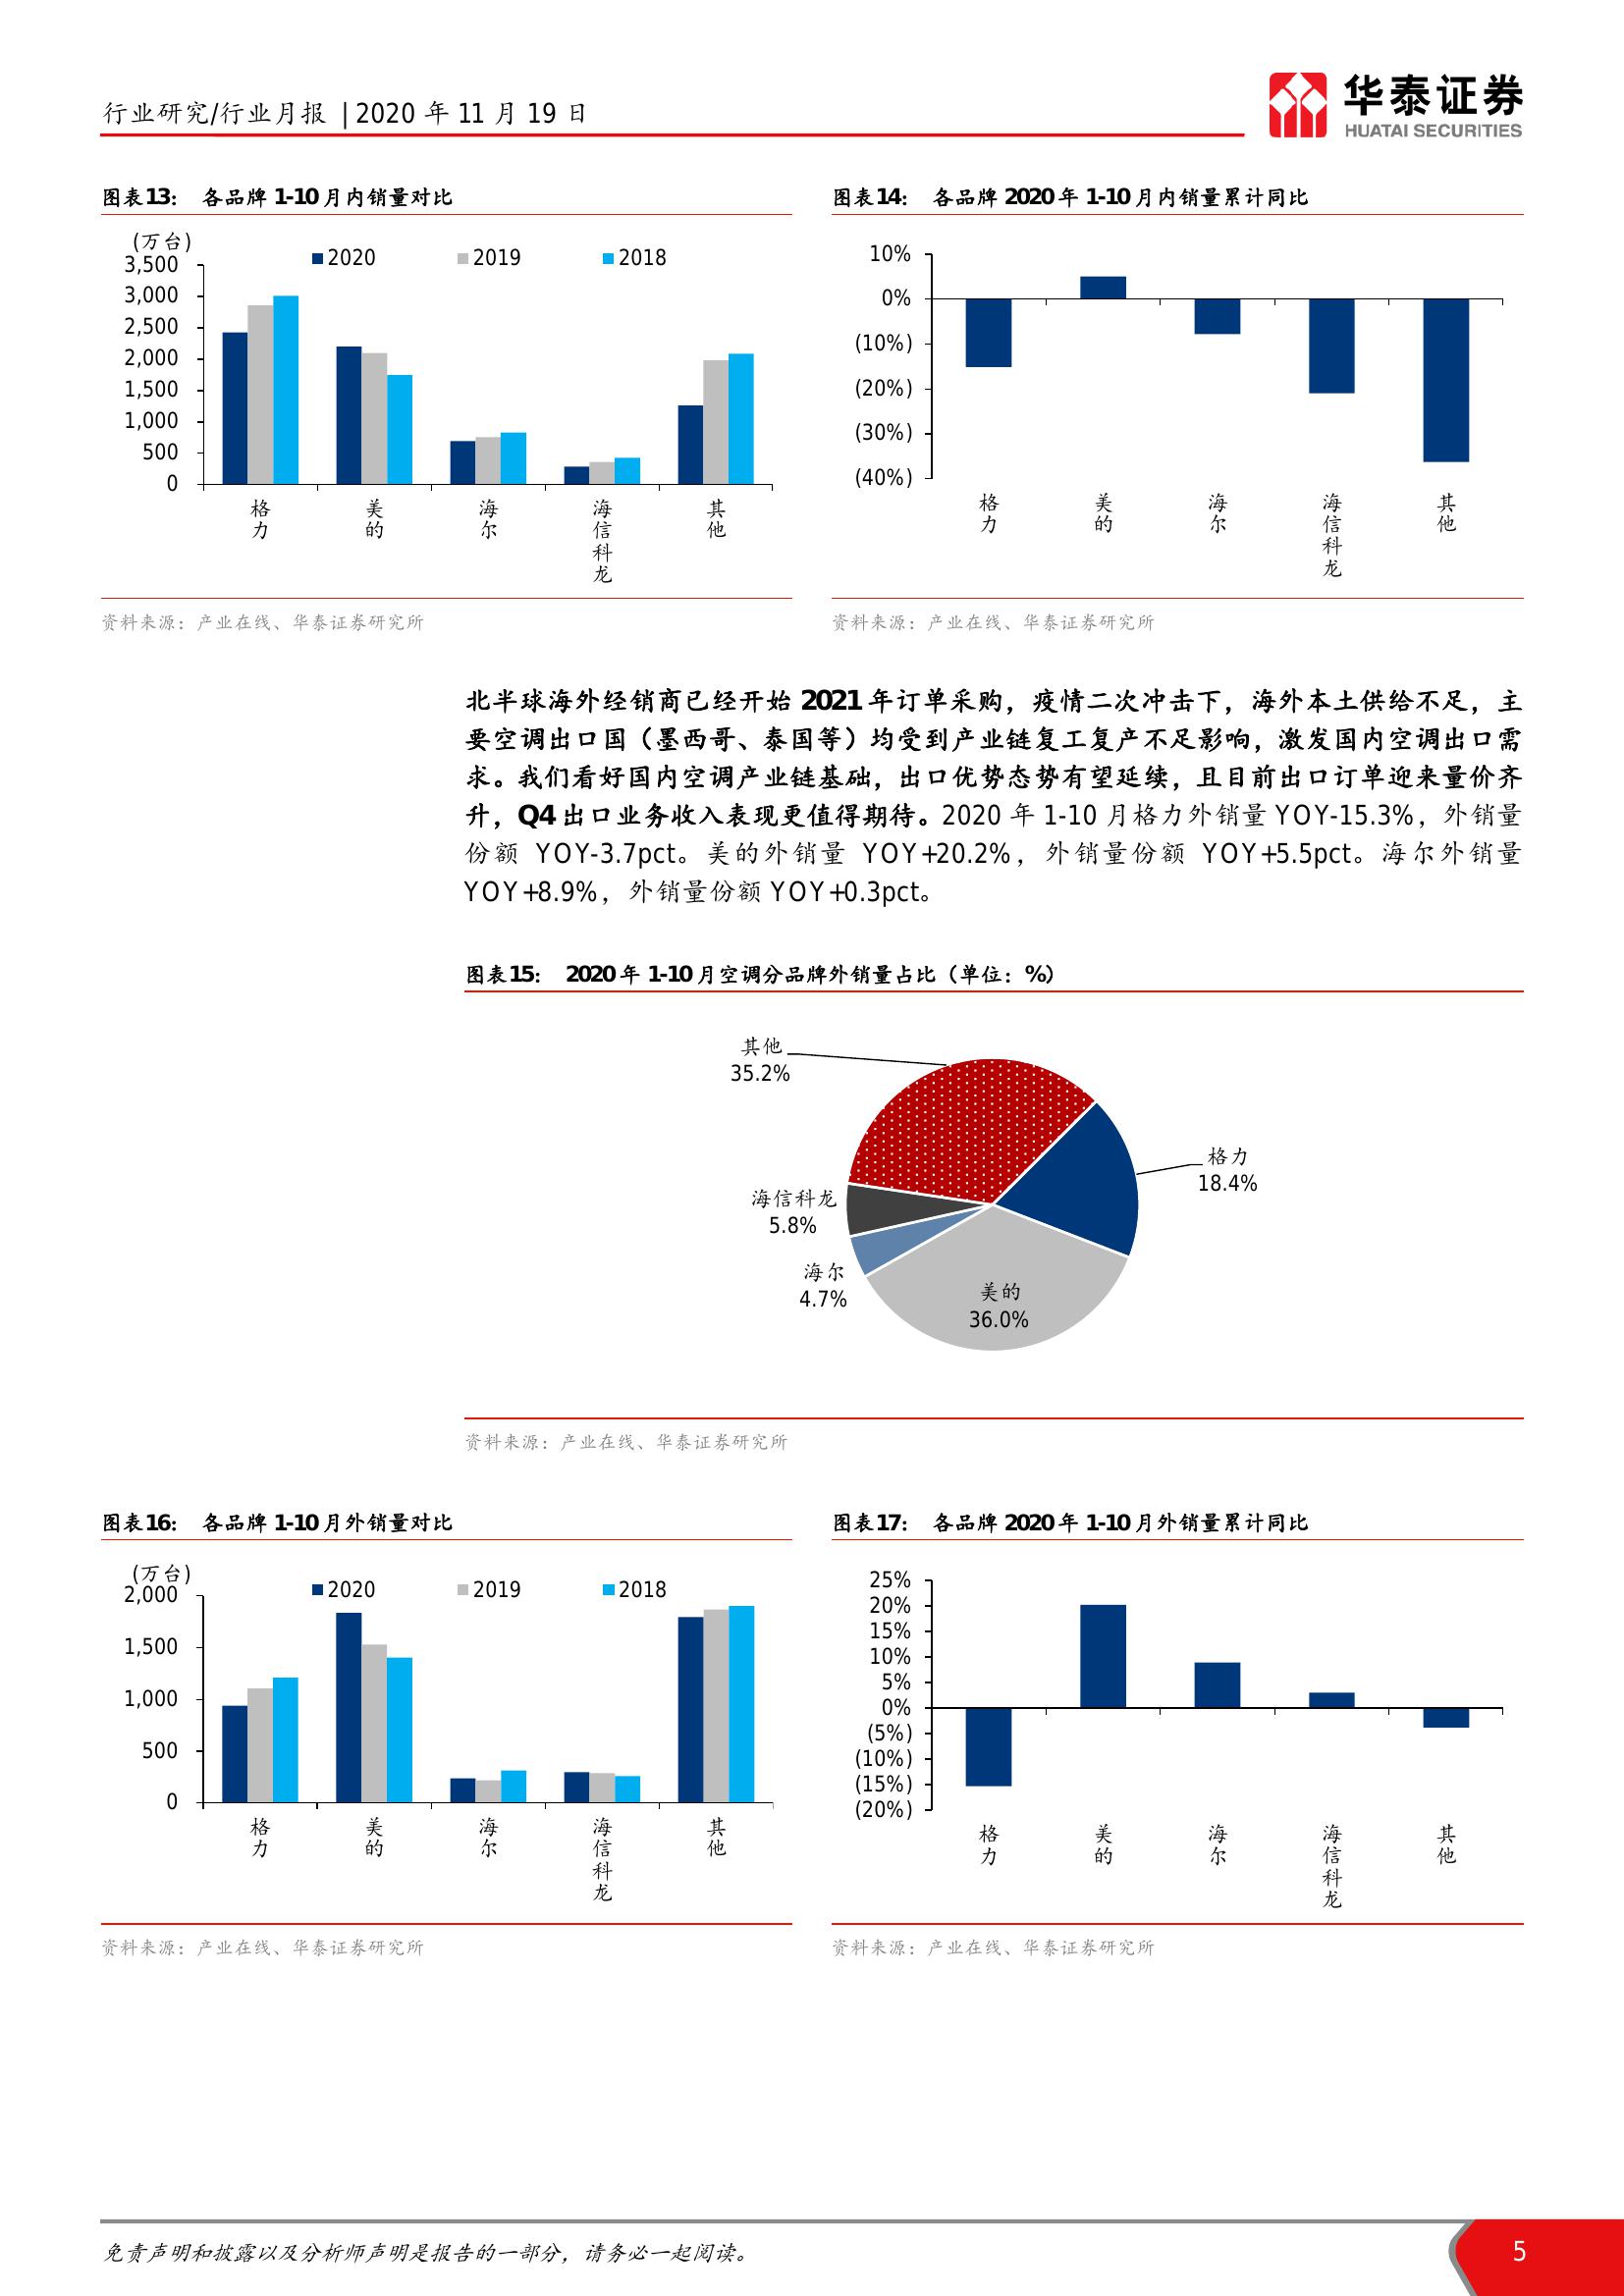 行业研究/行业月报 | 2020 年 11 月 19 日
华泰证券
HUATAI SECURITIES
图表13： 各品牌 1-10 月内销量对比
(万台)
2020 2019 2018
3,500
3,000
2,500
2,000
1,500
1,000
500
0
格力 美的 海尔 海信科龙 其他
资料来源：产业在线、华泰证券研究所
图表14： 各品牌 2020 年 1-10 月内销量累计同比
10%
0%
(10%)
(20%)
(30%)
(40%)
格力 美的 海尔 海信科龙 其他
资料来源：产业在线、华泰证券研究所
北半球海外经销商已经开始 2021 年订单采购，疫情二次冲击下，海外本土供给不足，主
要空调出口国（墨西哥、泰国等）均受到产业链复工复产不足影响，激发国内空调出口需
求。我们看好国内空调产业链基础，出口优势态势有望延续，且目前出口订单迎来量价齐
升，Q4 出口业务收入表现更值得期待。2020 年 1-10 月格力外销量 YOY-15.3%，外销量
份额 YOY-3.7pct。美的外销量 YOY+20.2%，外销量份额 YOY+5.5pct。海尔外销量
YOY+8.9%，外销量份额 YOY+0.3pct。
图表15： 2020 年 1-10 月空调分品牌外销量占比（单位：%）
其他
35.2%
格力
18.4%
海信科龙
5.8%
海尔
4.7%
美的
36.0%
资料来源：产业在线、华泰证券研究所
图表16： 各品牌 1-10 月外销量对比
(万台)
2020 2019 2018
2,000
1,500
1,000
500
0
格力 美的 海尔 海信科龙 其他
资料来源：产业在线、华泰证券研究所
图表17： 各品牌 2020 年 1-10 月外销量累计同比
25%
20%
15%
10%
5%
0%
(5%)
(10%)
(15%)
(20%)
格力 美的 海尔 海信科龙 其他
资料来源：产业在线、华泰证券研究所
免责声明和披露以及分析师声明是报告的一部分，请务必一起阅读。
5